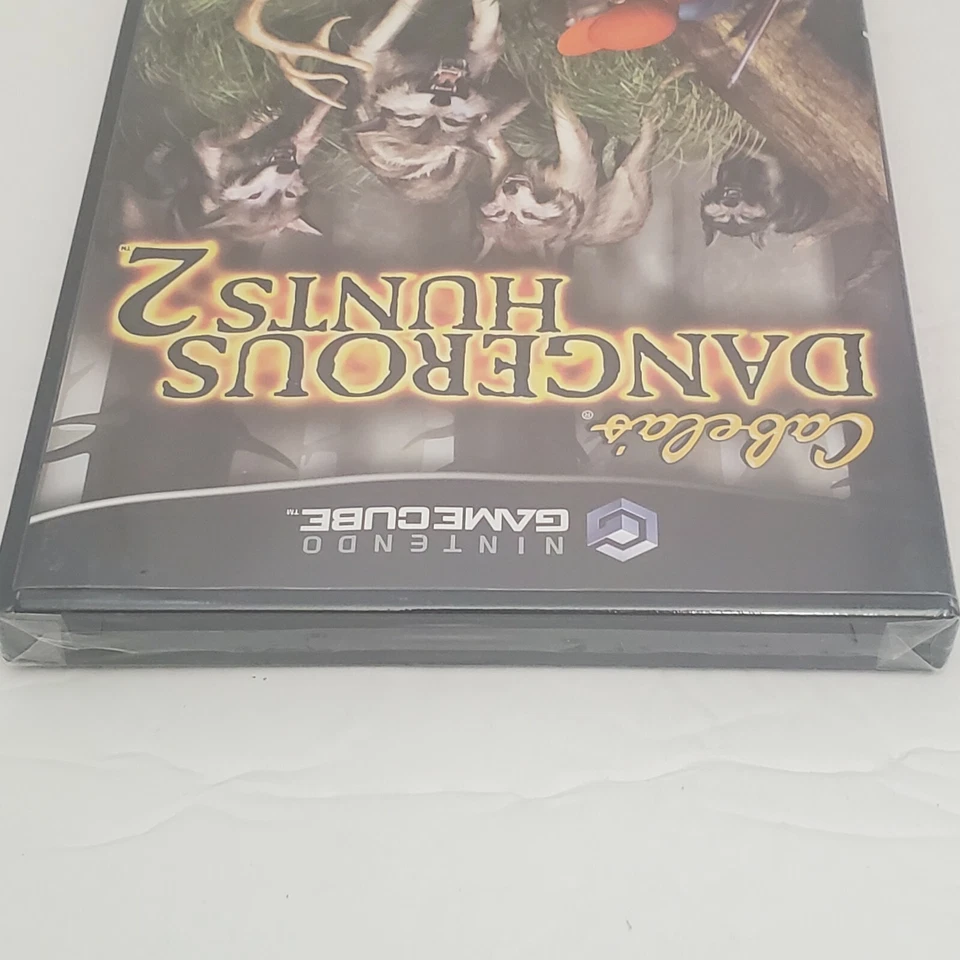 NINTENDO
GAMECUBE™
Cabela's®
DANGEROUS
HUNTS 2™